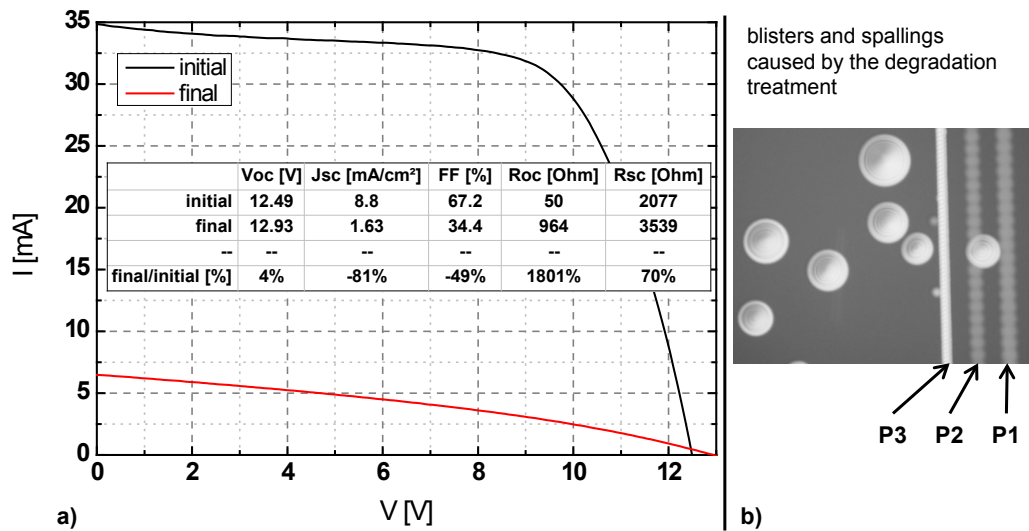 35
30
25
20
15
10
5
0
I [mA]
initial
final
Voc [V] Jsc [mA/cm²] FF [%] Roc [Ohm] Rsc [Ohm]
initial 12.49 8.8 67.2 50 2077
final 12.93 1.63 34.4 964 3539
-- -- -- -- -- --
final/initial [%] 4% -81% -49% 1801% 70%
0 2 4 6 8 10 12
V [V]
a)
blisters and spallings
caused by the degradation
treatment
P3 P2 P1
b)